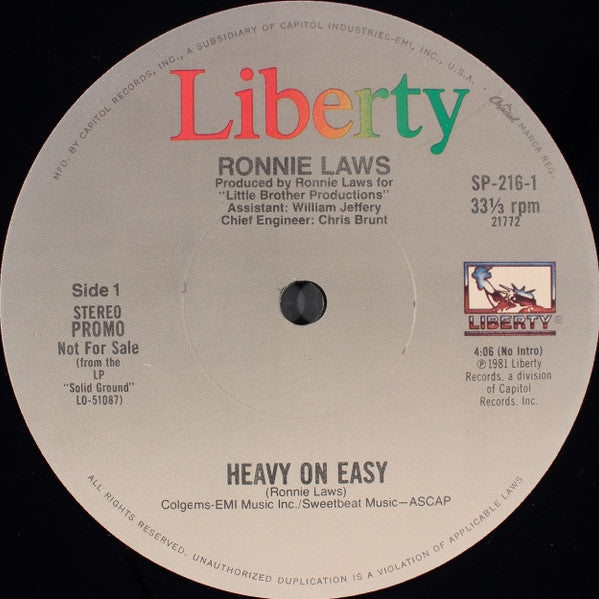 MFD. BY CAPITOL RECORDS, INC., A SUBSIDIARY OF CAPITOL INDUSTRIES-EMI, INC., U.S.A.
Capitol MARCA REG.
Liberty
RONNIE LAWS
Produced by Ronnie Laws for
"Little Brother Productions"
Assistant: William Jeffery
Chief Engineer: Chris Brunt
SP-216-1
33⅓ rpm
21772
Side 1
STEREO
PROMO
Not For Sale
(from the
LP
"Solid Ground"
LO-51087)
LIBERTY®
4:06 (No Intro)
℗1981 Liberty
Records, a division
of Capitol
Records, Inc.
HEAVY ON EASY
(Ronnie Laws)
Colgems-EMI Music Inc./Sweetbeat Music—ASCAP
ALL RIGHTS RESERVED. UNAUTHORIZED DUPLICATION IS A VIOLATION OF APPLICABLE LAWS